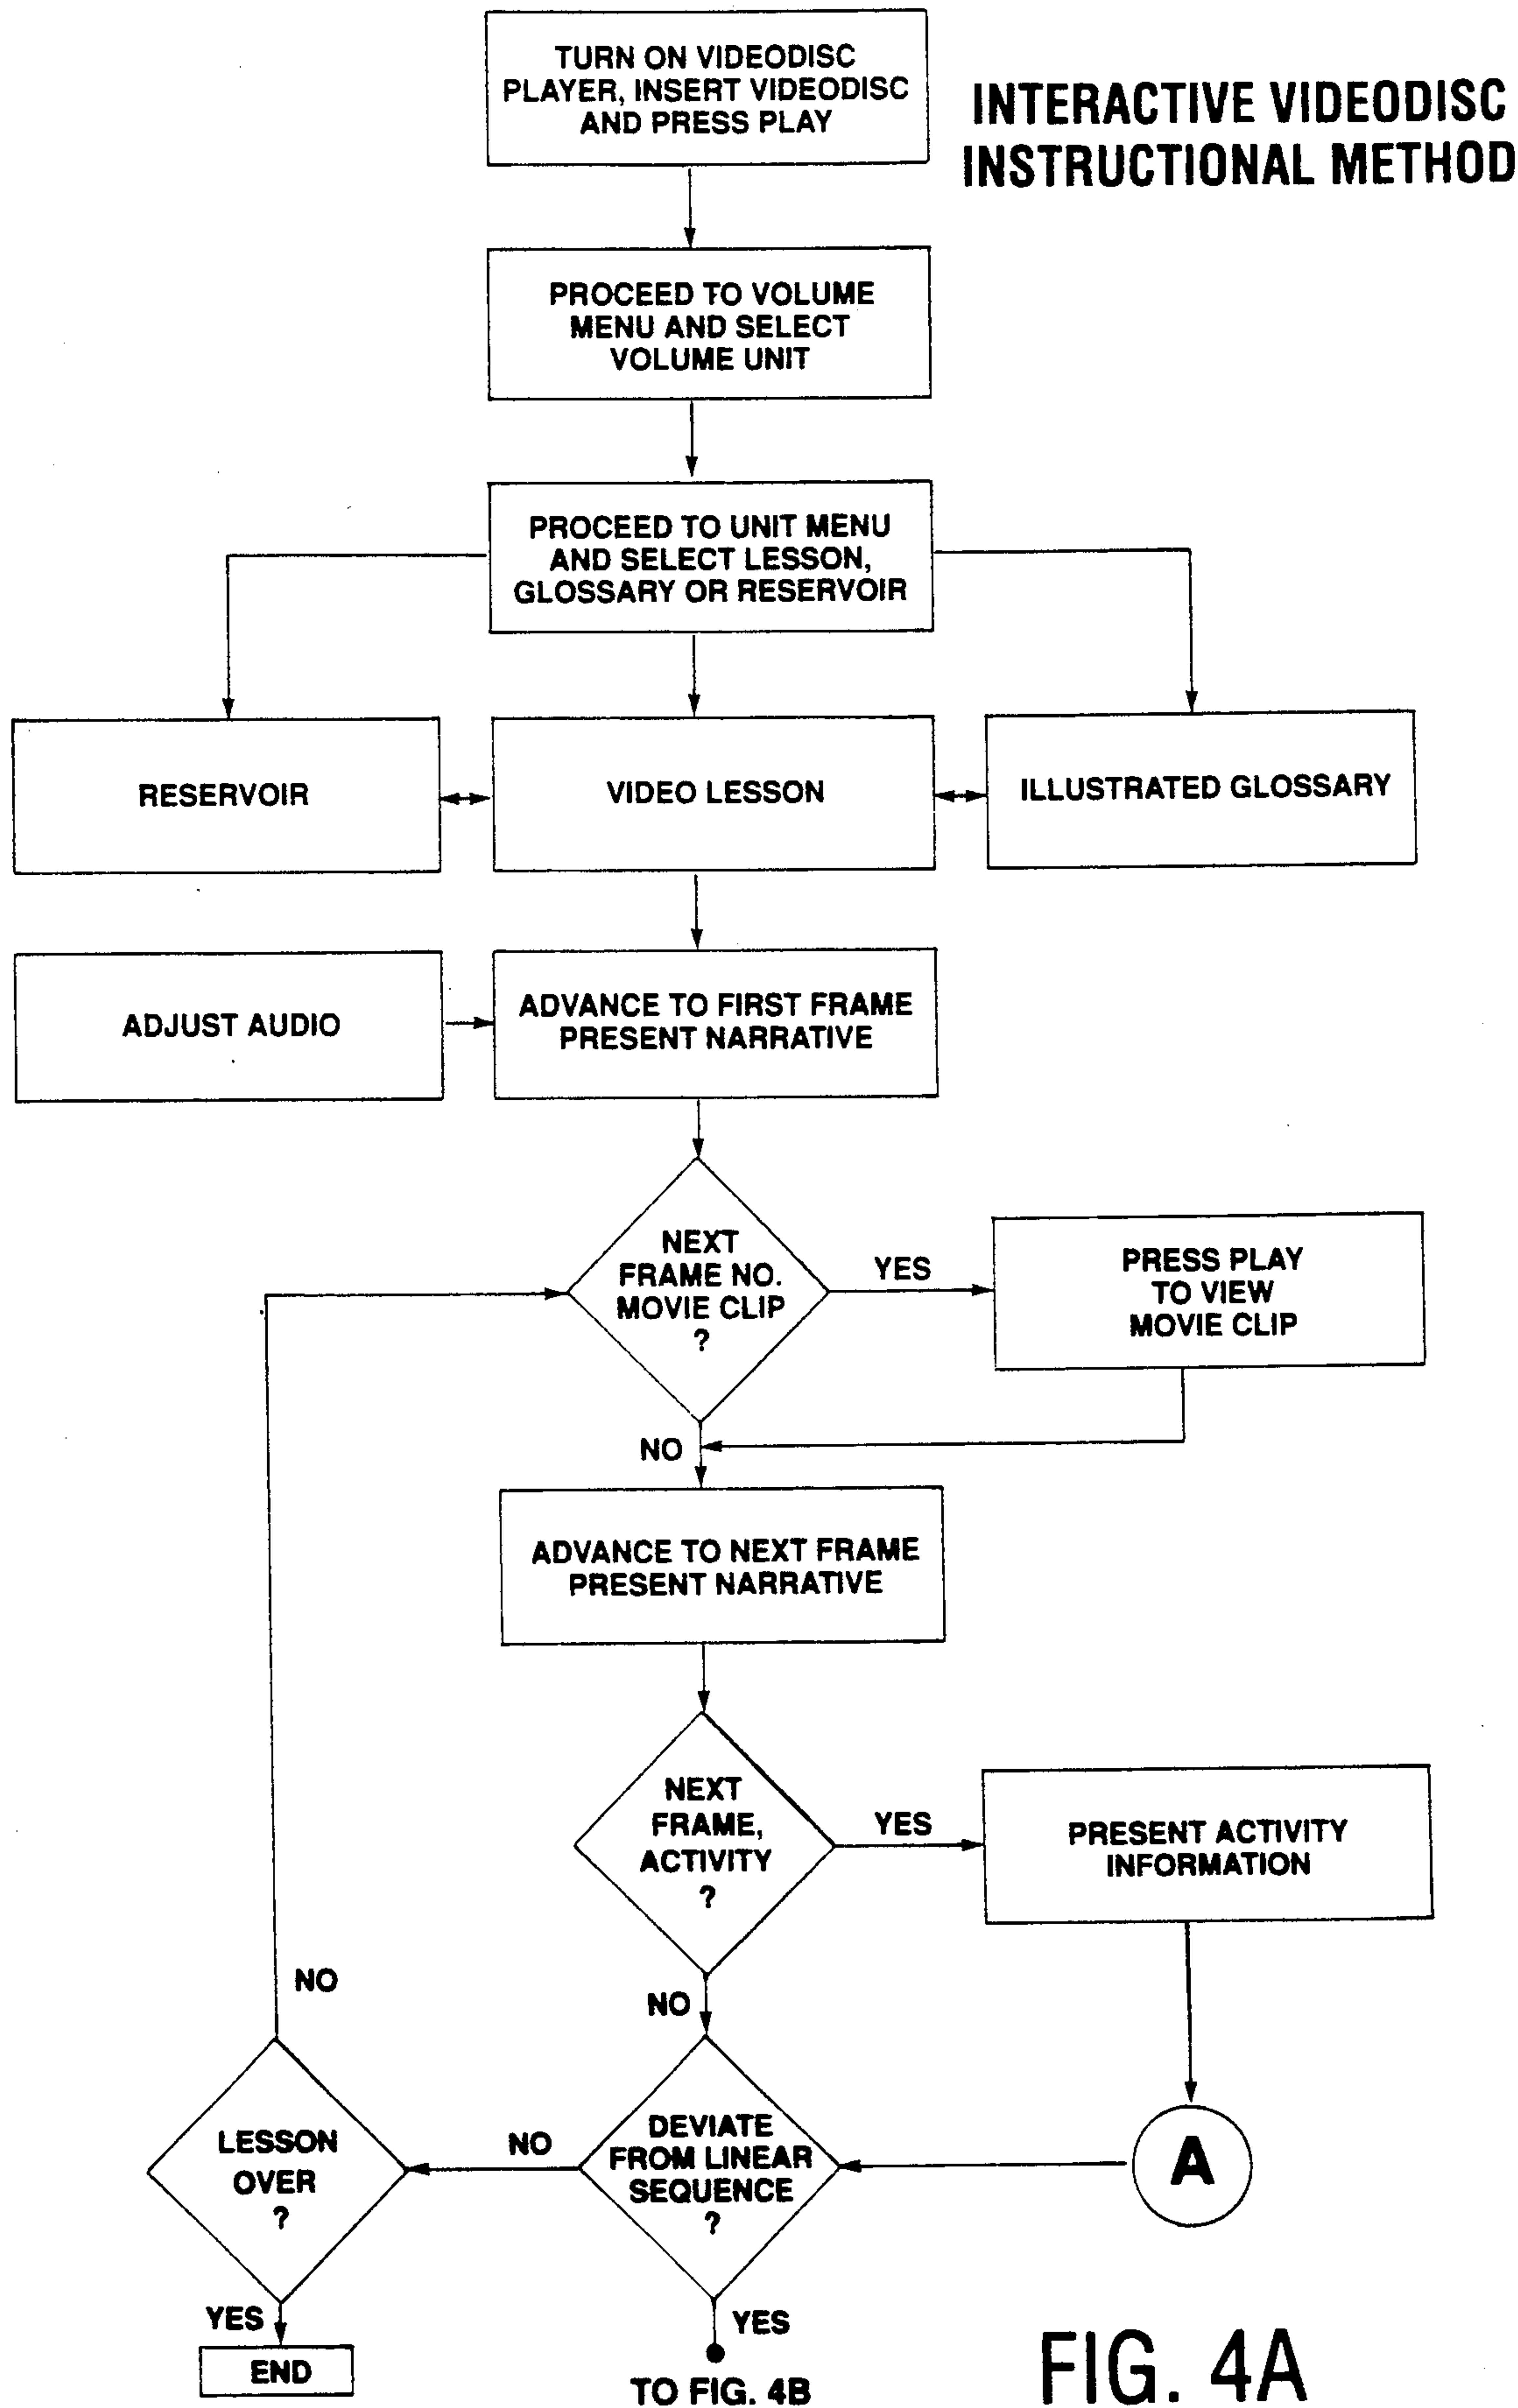 TURN ON VIDEODISC
PLAYER, INSERT VIDEODISC
AND PRESS PLAY
INTERACTIVE VIDEODISC
INSTRUCTIONAL METHOD
PROCEED TO VOLUME
MENU AND SELECT
VOLUME UNIT
PROCEED TO UNIT MENU
AND SELECT LESSON,
GLOSSARY OR RESERVOIR
RESERVOIR
VIDEO LESSON
ILLUSTRATED GLOSSARY
ADJUST AUDIO
ADVANCE TO FIRST FRAME
PRESENT NARRATIVE
NEXT
FRAME NO.
MOVIE CLIP
?
YES
PRESS PLAY
TO VIEW
MOVIE CLIP
NO
ADVANCE TO NEXT FRAME
PRESENT NARRATIVE
NEXT
FRAME,
ACTIVITY
?
YES
PRESENT ACTIVITY
INFORMATION
NO
NO
LESSON
OVER
?
NO
DEVIATE
FROM LINEAR
SEQUENCE
?
A
YES
END
YES
TO FIG. 4B
FIG. 4A